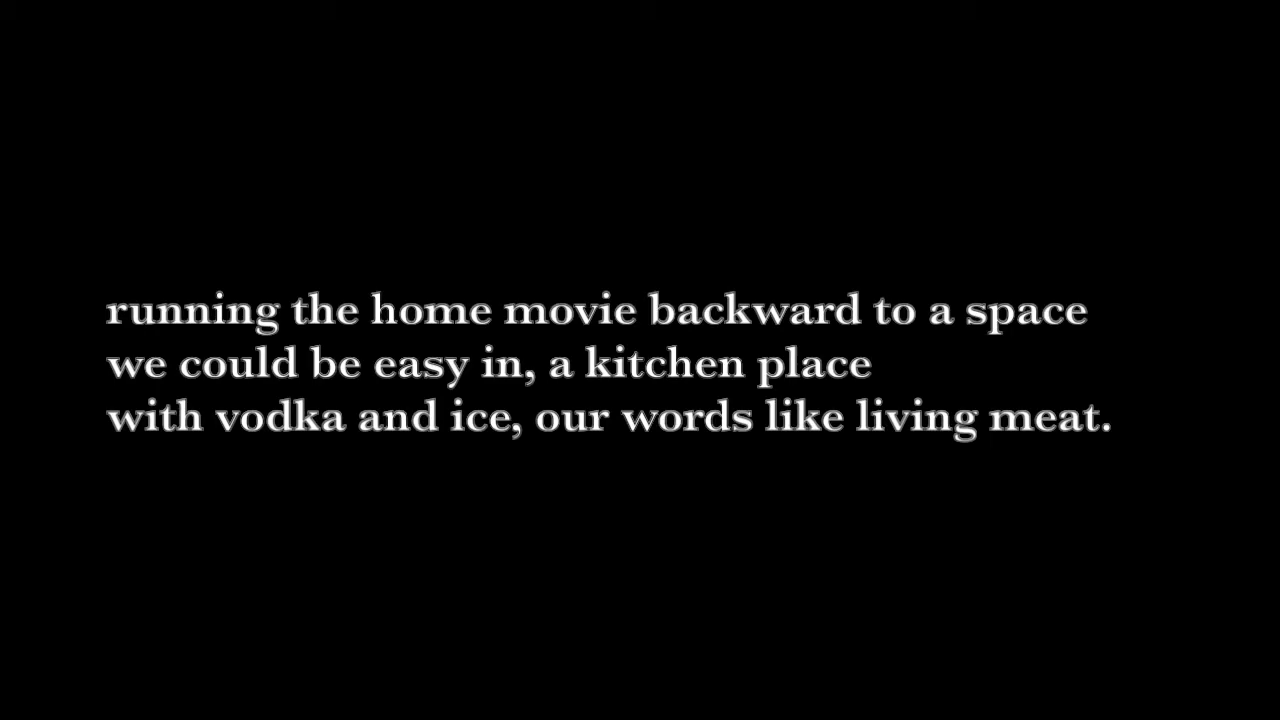 running the home movie backward to a space
we could be easy in, a kitchen place
with vodka and ice, our words like living meat.